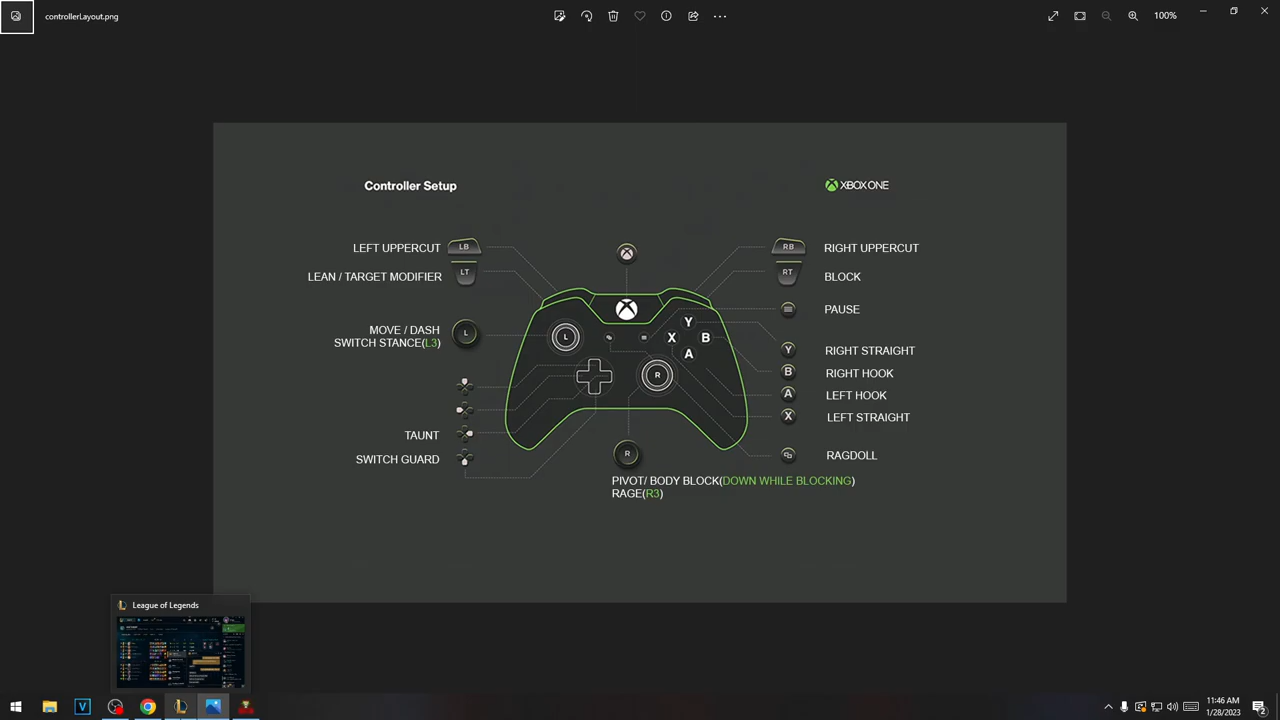 controllerLayout.png
100%
Controller Setup
XBOX ONE
LEFT UPPERCUT LB
RB RIGHT UPPERCUT
LEAN / TARGET MODIFIER LT
RT BLOCK
PAUSE
MOVE / DASH
SWITCH STANCE(L3)
L
L
Y
X B
A
R
Y RIGHT STRAIGHT
B RIGHT HOOK
A LEFT HOOK
X LEFT STRAIGHT
TAUNT
SWITCH GUARD
R
RAGDOLL
PIVOT/ BODY BLOCK(DOWN WHILE BLOCKING)
RAGE(R3)
League of Legends
V
11:46 AM
1/28/2023
2